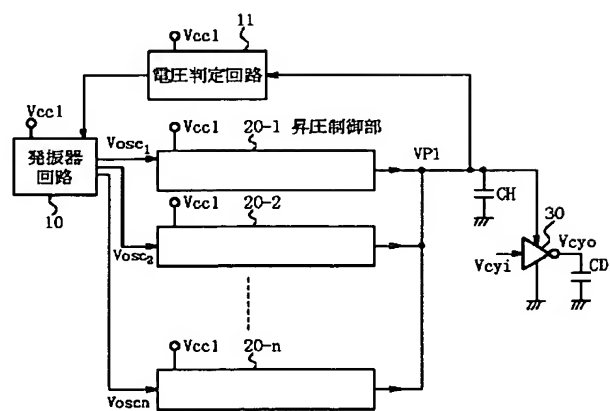 Vcc1
11
電圧判定回路
Vcc1
Vcc1
発振器
回路
10
Vosc1
20-1 昇圧制御部
VP1
CH
Vcc1
20-2
Vosc2
30
Vcyi
Vcyo
CD
Vcc1
20-n
Voscn